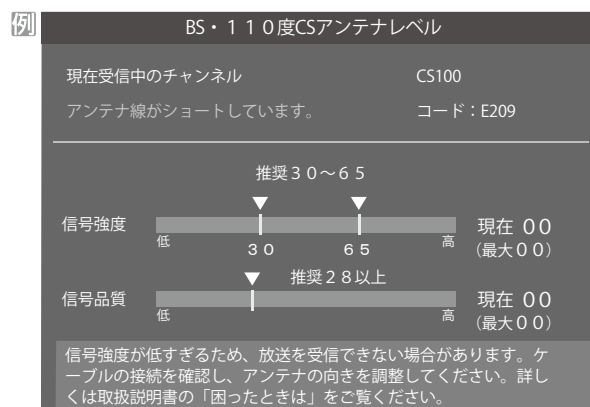 例
BS・１１０度CSアンテナレベル
現在受信中のチャンネル CS100
アンテナ線がショートしています。 コード：E209
推奨３０～６５
信号強度 現在 ００
低 ３０ ６５ 高 （最大００）
推奨２８以上
信号品質 現在 ００
低 高 （最大００）
信号強度が低すぎるため、放送を受信できない場合があります。ケ
ーブルの接続を確認し、アンテナの向きを調整してください。詳し
くは取扱説明書の「困ったときは」をご覧ください。